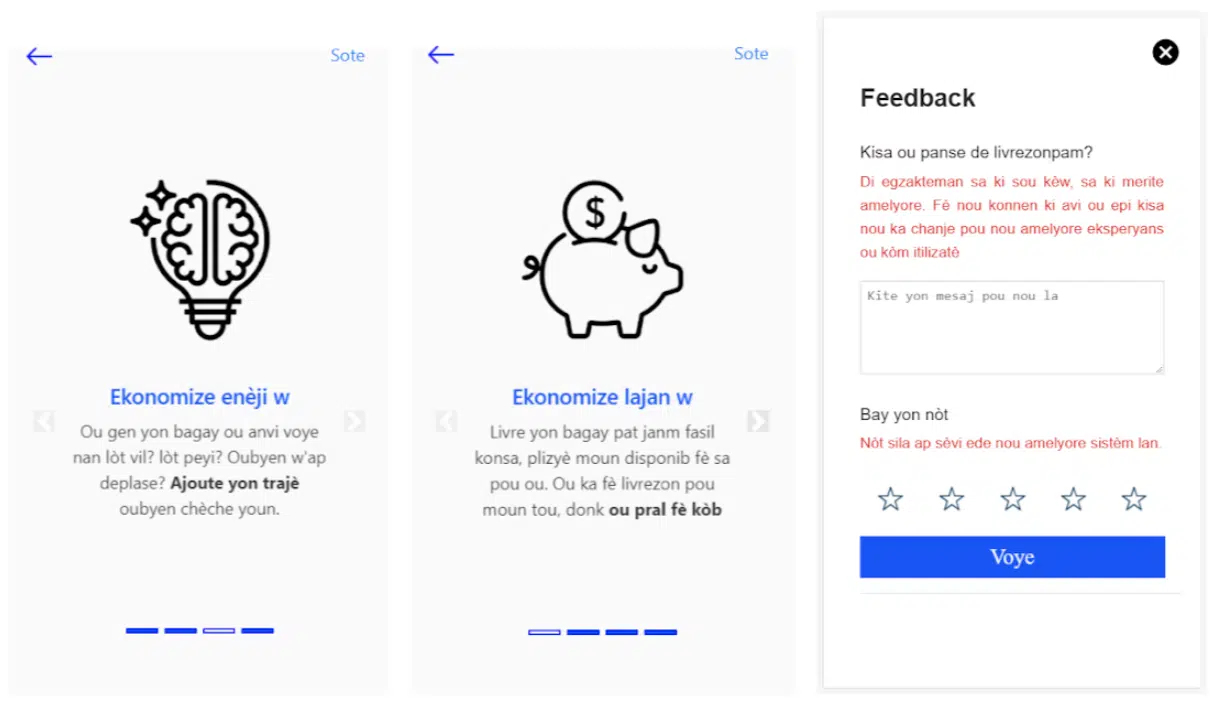 Sote
Ekonomize enèji w
Ou gen yon bagay ou anvi voye
nan lòt vil? lòt peyi? Oubyen w'ap
deplase? Ajoute yon trajè
oubyen chèche youn.
Sote
$
Ekonomize lajan w
Livre yon bagay pat janm fasil
konsa, plizyè moun disponib fè sa
pou ou. Ou ka fè livrezon pou
moun tou, donk ou pral fè kòb
Feedback
Kisa ou panse de livrezonpam?
Di egzakteman sa ki sou kèw, sa ki merite
amelyore. Fè nou konnen ki avi ou epi kisa
nou ka chanje pou nou amelyore eksperyans
ou kòm itilizatè
Kite yon mesaj pou nou la
Bay yon nòt
Nòt sila ap sèvi ede nou amelyore sistèm lan.
Voye